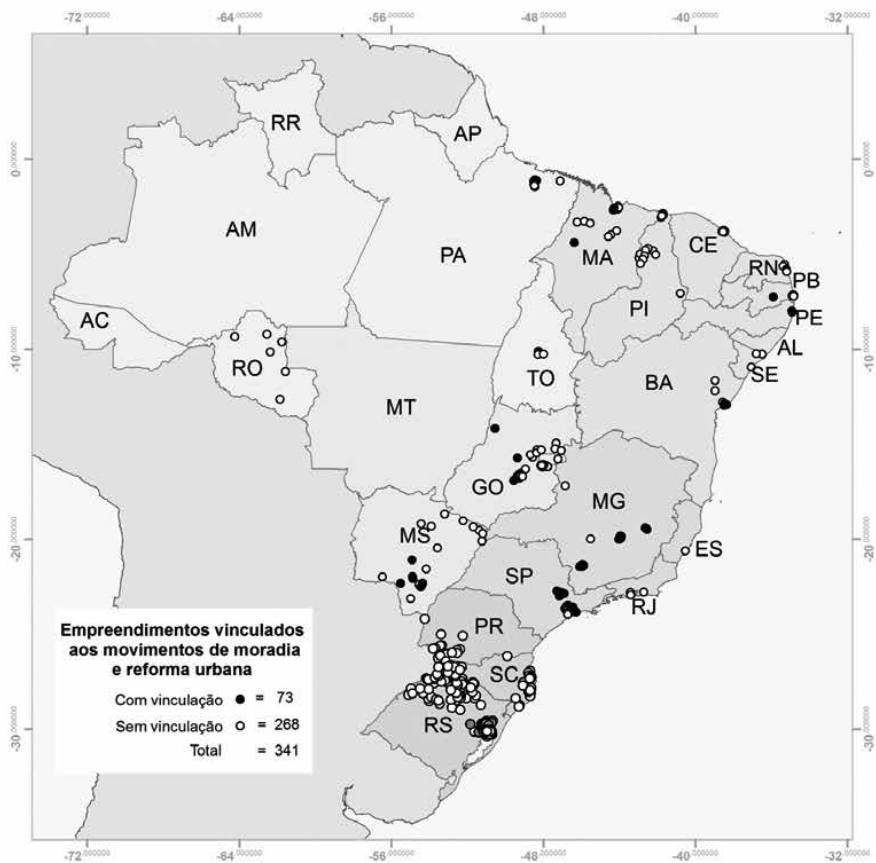 -72,000000 -64,000000 -56,000000 -48,000000 -40,000000 -32,000000
0,000000 0,000000
-10,000000 -10,000000
-20,000000 -20,000000
-30,000000 -30,000000
RR
AP
AM
PA
MA
CE
RN
PB
PI
PE
AC
AL
SE
RO
TO
BA
MT
GO
MG
MS
ES
SP
RJ
PR
SC
RS
Empreendimentos vinculados
aos movimentos de moradia
e reforma urbana
Com vinculação = 73
Sem vinculação = 268
Total = 341
-72,000000 -64,000000 -56,000000 -48,000000 -40,000000 -32,000000